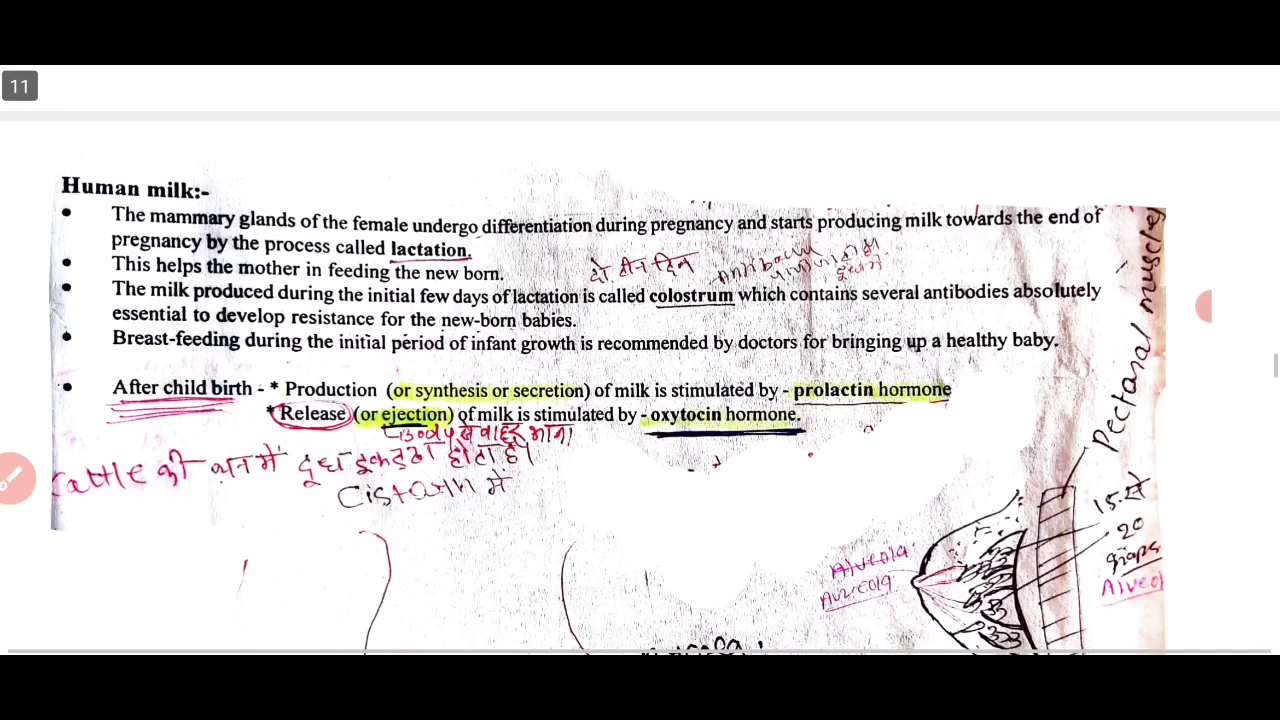 11
Human milk:-
• The mammary glands of the female undergo differentiation during pregnancy and starts producing milk towards the end of
pregnancy by the process called lactation.
• This helps the mother in feeding the new born.
दो तीन दिन
• The milk produced during the initial few days of lactation is called colostrum which contains several antibodies absolutely
essential to develop resistance for the new-born babies.
• Breast-feeding during the initial period of infant growth is recommended by doctors for bringing up a healthy baby.
• After child birth - * Production (or synthesis or secretion) of milk is stimulated by - prolactin hormone
* Release (or ejection) of milk is stimulated by - oxytocin hormone.
Body से बाहर आना
cattle की थन में दूध इकट्ठा होता है।
में
Pectoral muscles
15 से
20
Alveola